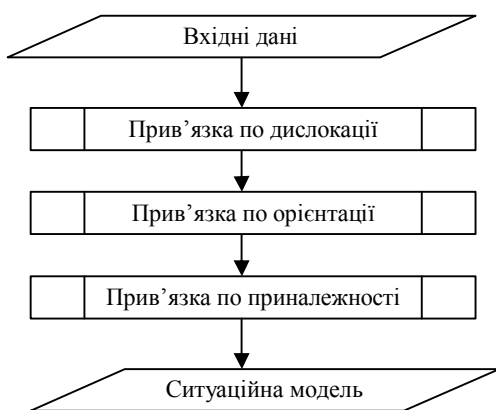 Вхідні дані
Прив’язка по дислокації
Прив’язка по орієнтації
Прив’язка по приналежності
Ситуаційна модель